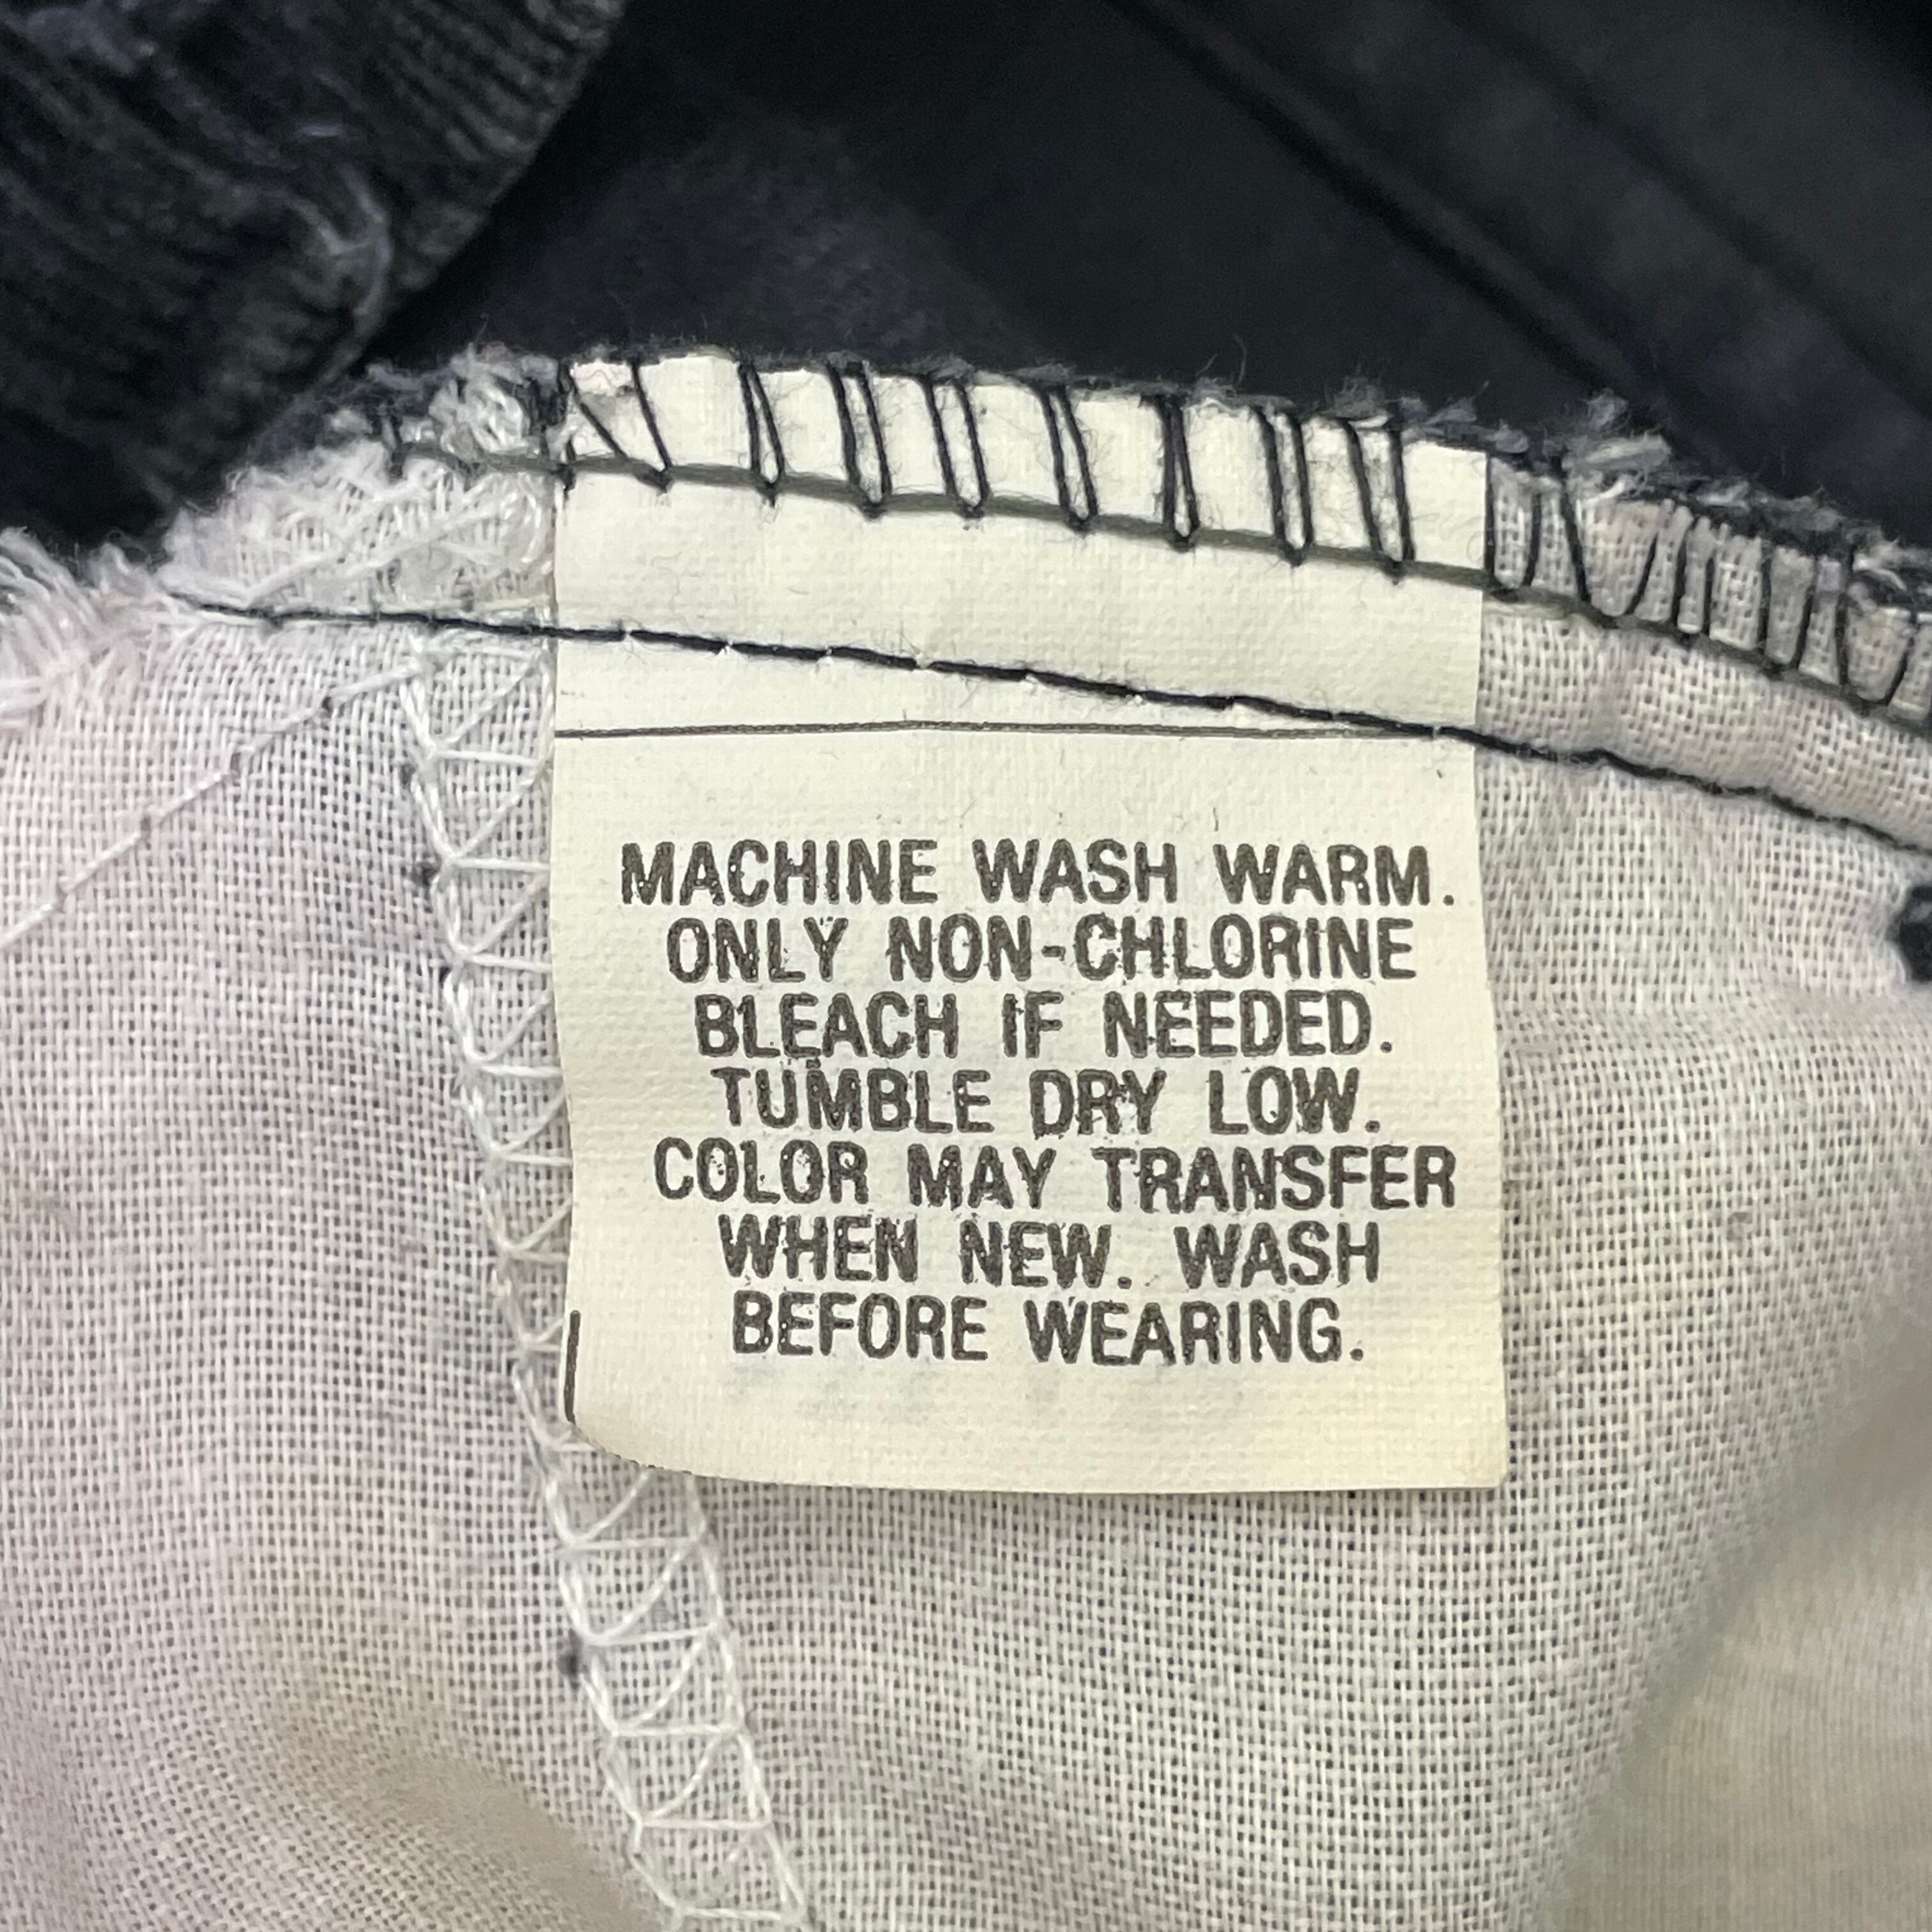 MACHINE WASH WARM.
ONLY NON-CHLORINE
BLEACH IF NEEDED.
TUMBLE DRY LOW.
COLOR MAY TRANSFER
WHEN NEW. WASH
BEFORE WEARING.